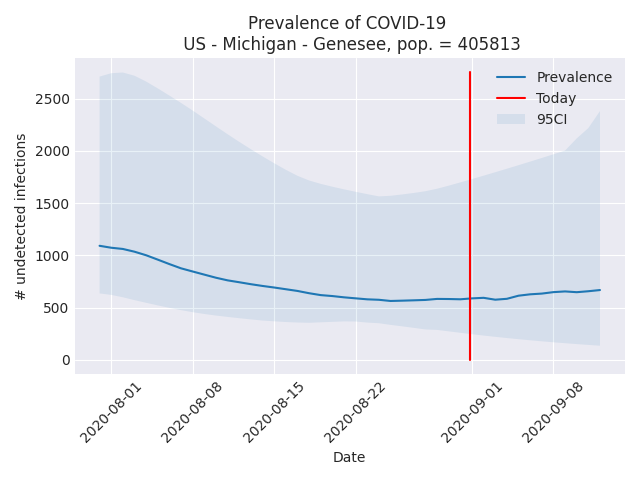 Prevalence of COVID-19
US - Michigan - Genesee, pop. = 405813
# undetected infections
2500
2000
1500
1000
500
0
Prevalence
Today
95CI
2020-08-01
2020-08-08
2020-08-15
2020-08-22
2020-09-01
2020-09-08
Date